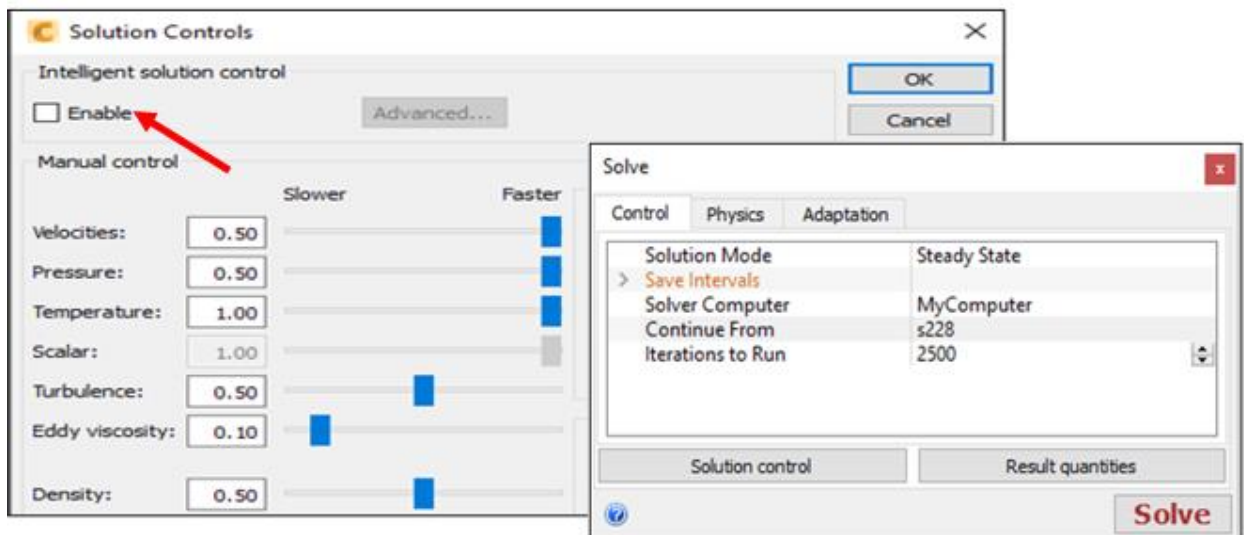 Solution Controls
Intelligent solution control
Enable
Advanced...
OK
Cancel
Manual control
Slower Faster
Velocities: 0.50
Pressure: 0.50
Temperature: 1.00
Scalar: 1.00
Turbulence: 0.50
Eddy viscosity: 0.10
Density: 0.50
Solve
Control Physics Adaptation
Solution Mode Steady State
Save Intervals
Solver Computer MyComputer
Continue From s228
Iterations to Run 2500
Solution control Result quantities
Solve